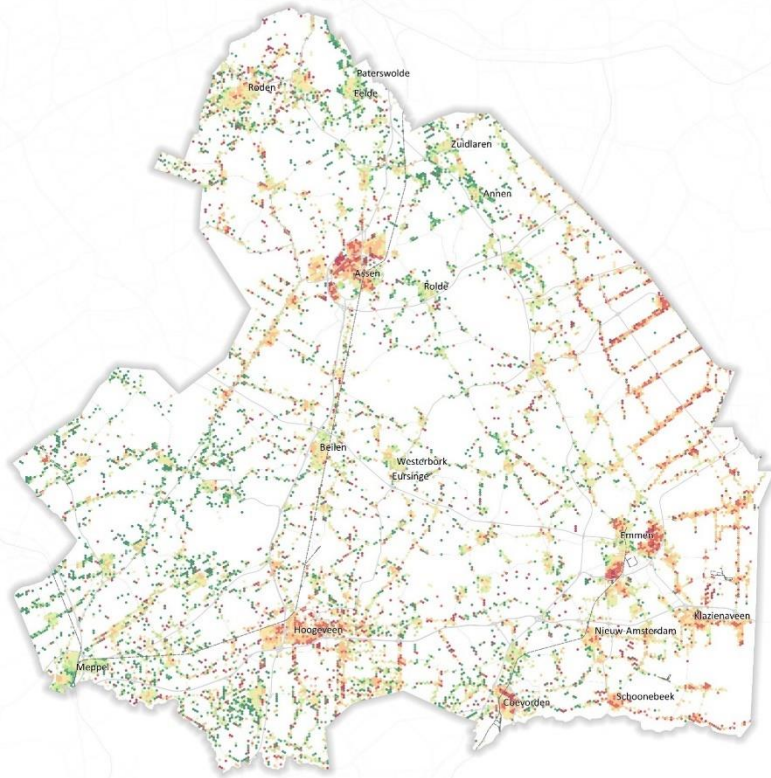 Paterswolde
Roden
Eelde
Zuidlaren
Annen
Assen
Rolde
Beilen
Westerbork
Eursinge
Emmen
Klazienaveen
Hoogeveen
Nieuw-Amsterdam
Meppel
Schoonebeek
Coevorden